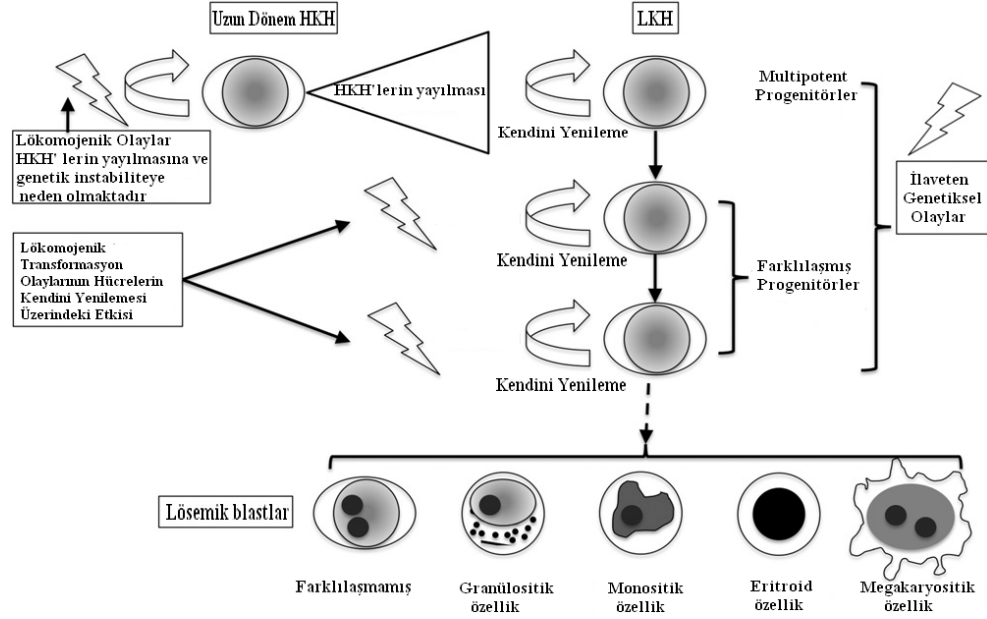 Uzun Dönem HKH
LKH
HKH'lerin yayılması
Kendini Yenileme
Multipotent
Progenitörler
Lökomojenik Olaylar
HKH' lerin yayılmasına ve
genetik instabiliteye
neden olmaktadır
İlaveten
Genetiksel
Olaylar
Lökomojenik
Transformasyon
Olaylarının Hücrelerin
Kendini Yenilemesi
Üzerindeki Etkisi
Kendini Yenileme
Farklılaşmış
Progenitörler
Kendini Yenileme
Lösemik blastlar
Farklılaşmamış
Granülositik
özellik
Monositik
özellik
Eritroid
özellik
Megakaryositik
özellik